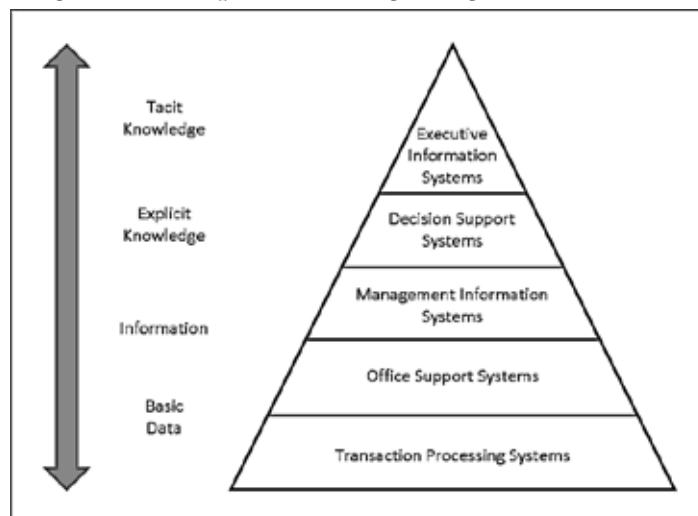 Tacit
Knowledge
Explicit
Knowledge
Information
Basic
Data
Executive
Information
Systems
Decision Support
Systems
Management Information
Systems
Office Support Systems
Transaction Processing Systems